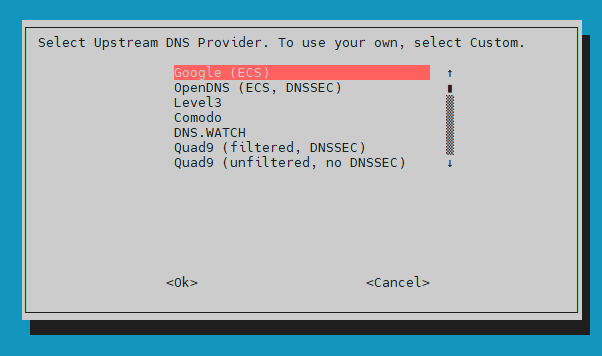 Select Upstream DNS Provider. To use your own, select Custom.
Google (ECS)
OpenDNS (ECS, DNSSEC)
Level3
Comodo
DNS.WATCH
Quad9 (filtered, DNSSEC)
Quad9 (unfiltered, no DNSSEC)
<Ok> <Cancel>